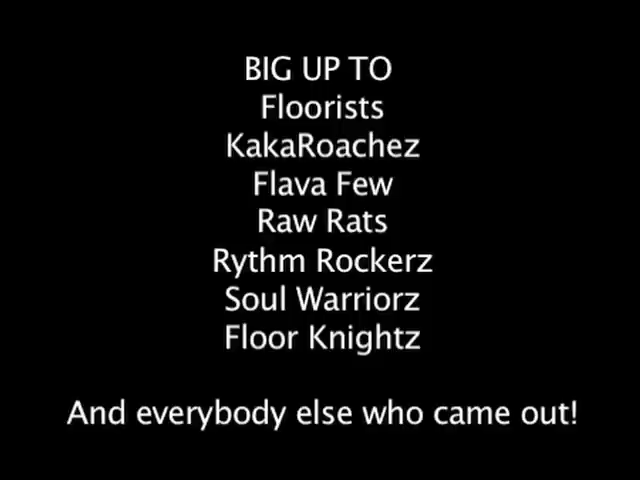 BIG UP TO
Floorists
KakaRoachez
Flava Few
Raw Rats
Rythm Rockerz
Soul Warriorz
Floor Knightz
And everybody else who came out!